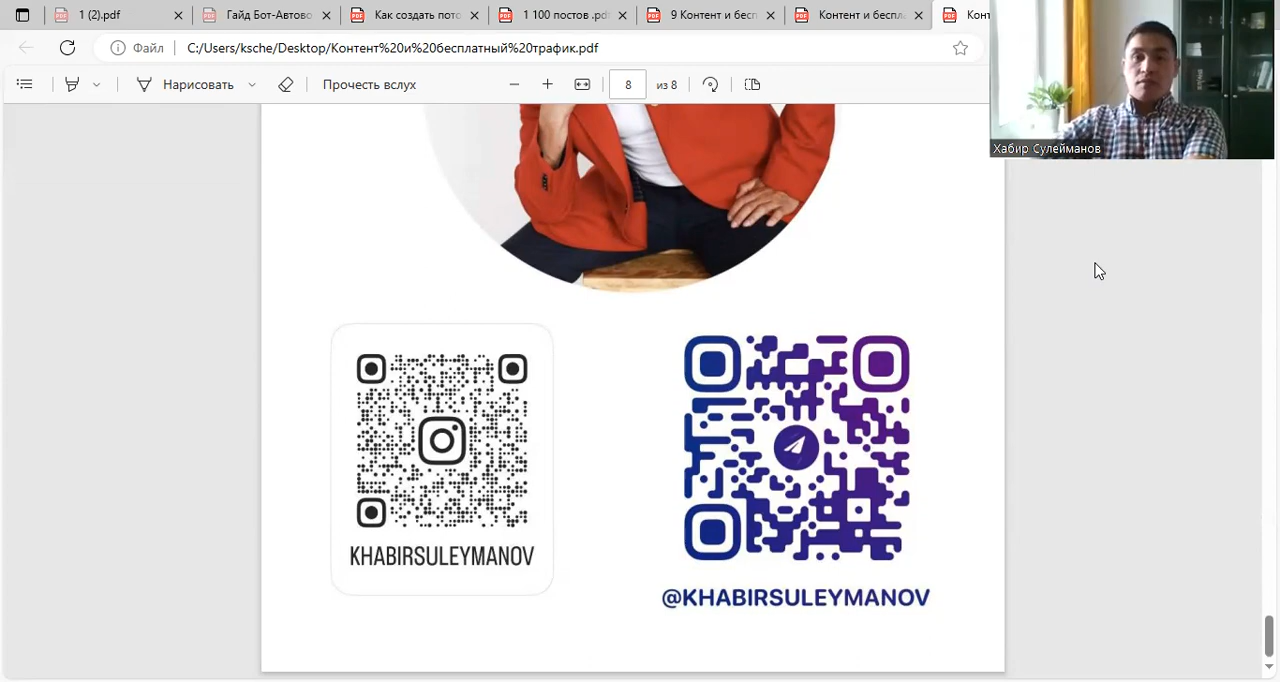 1 (2).pdf
Гайд Бот-Автово
Как создать пото
1 100 постов .pd
9 Контент и бесп
Контент и беспл
Конт
Файл
C:/Users/ksche/Desktop/Контент%20и%20бесплатный%20трафик.pdf
Нарисовать
Прочесть вслух
8
из 8
Хабир Сулейманов
KHABIRSULEYMANOV
@KHABIRSULEYMANOV